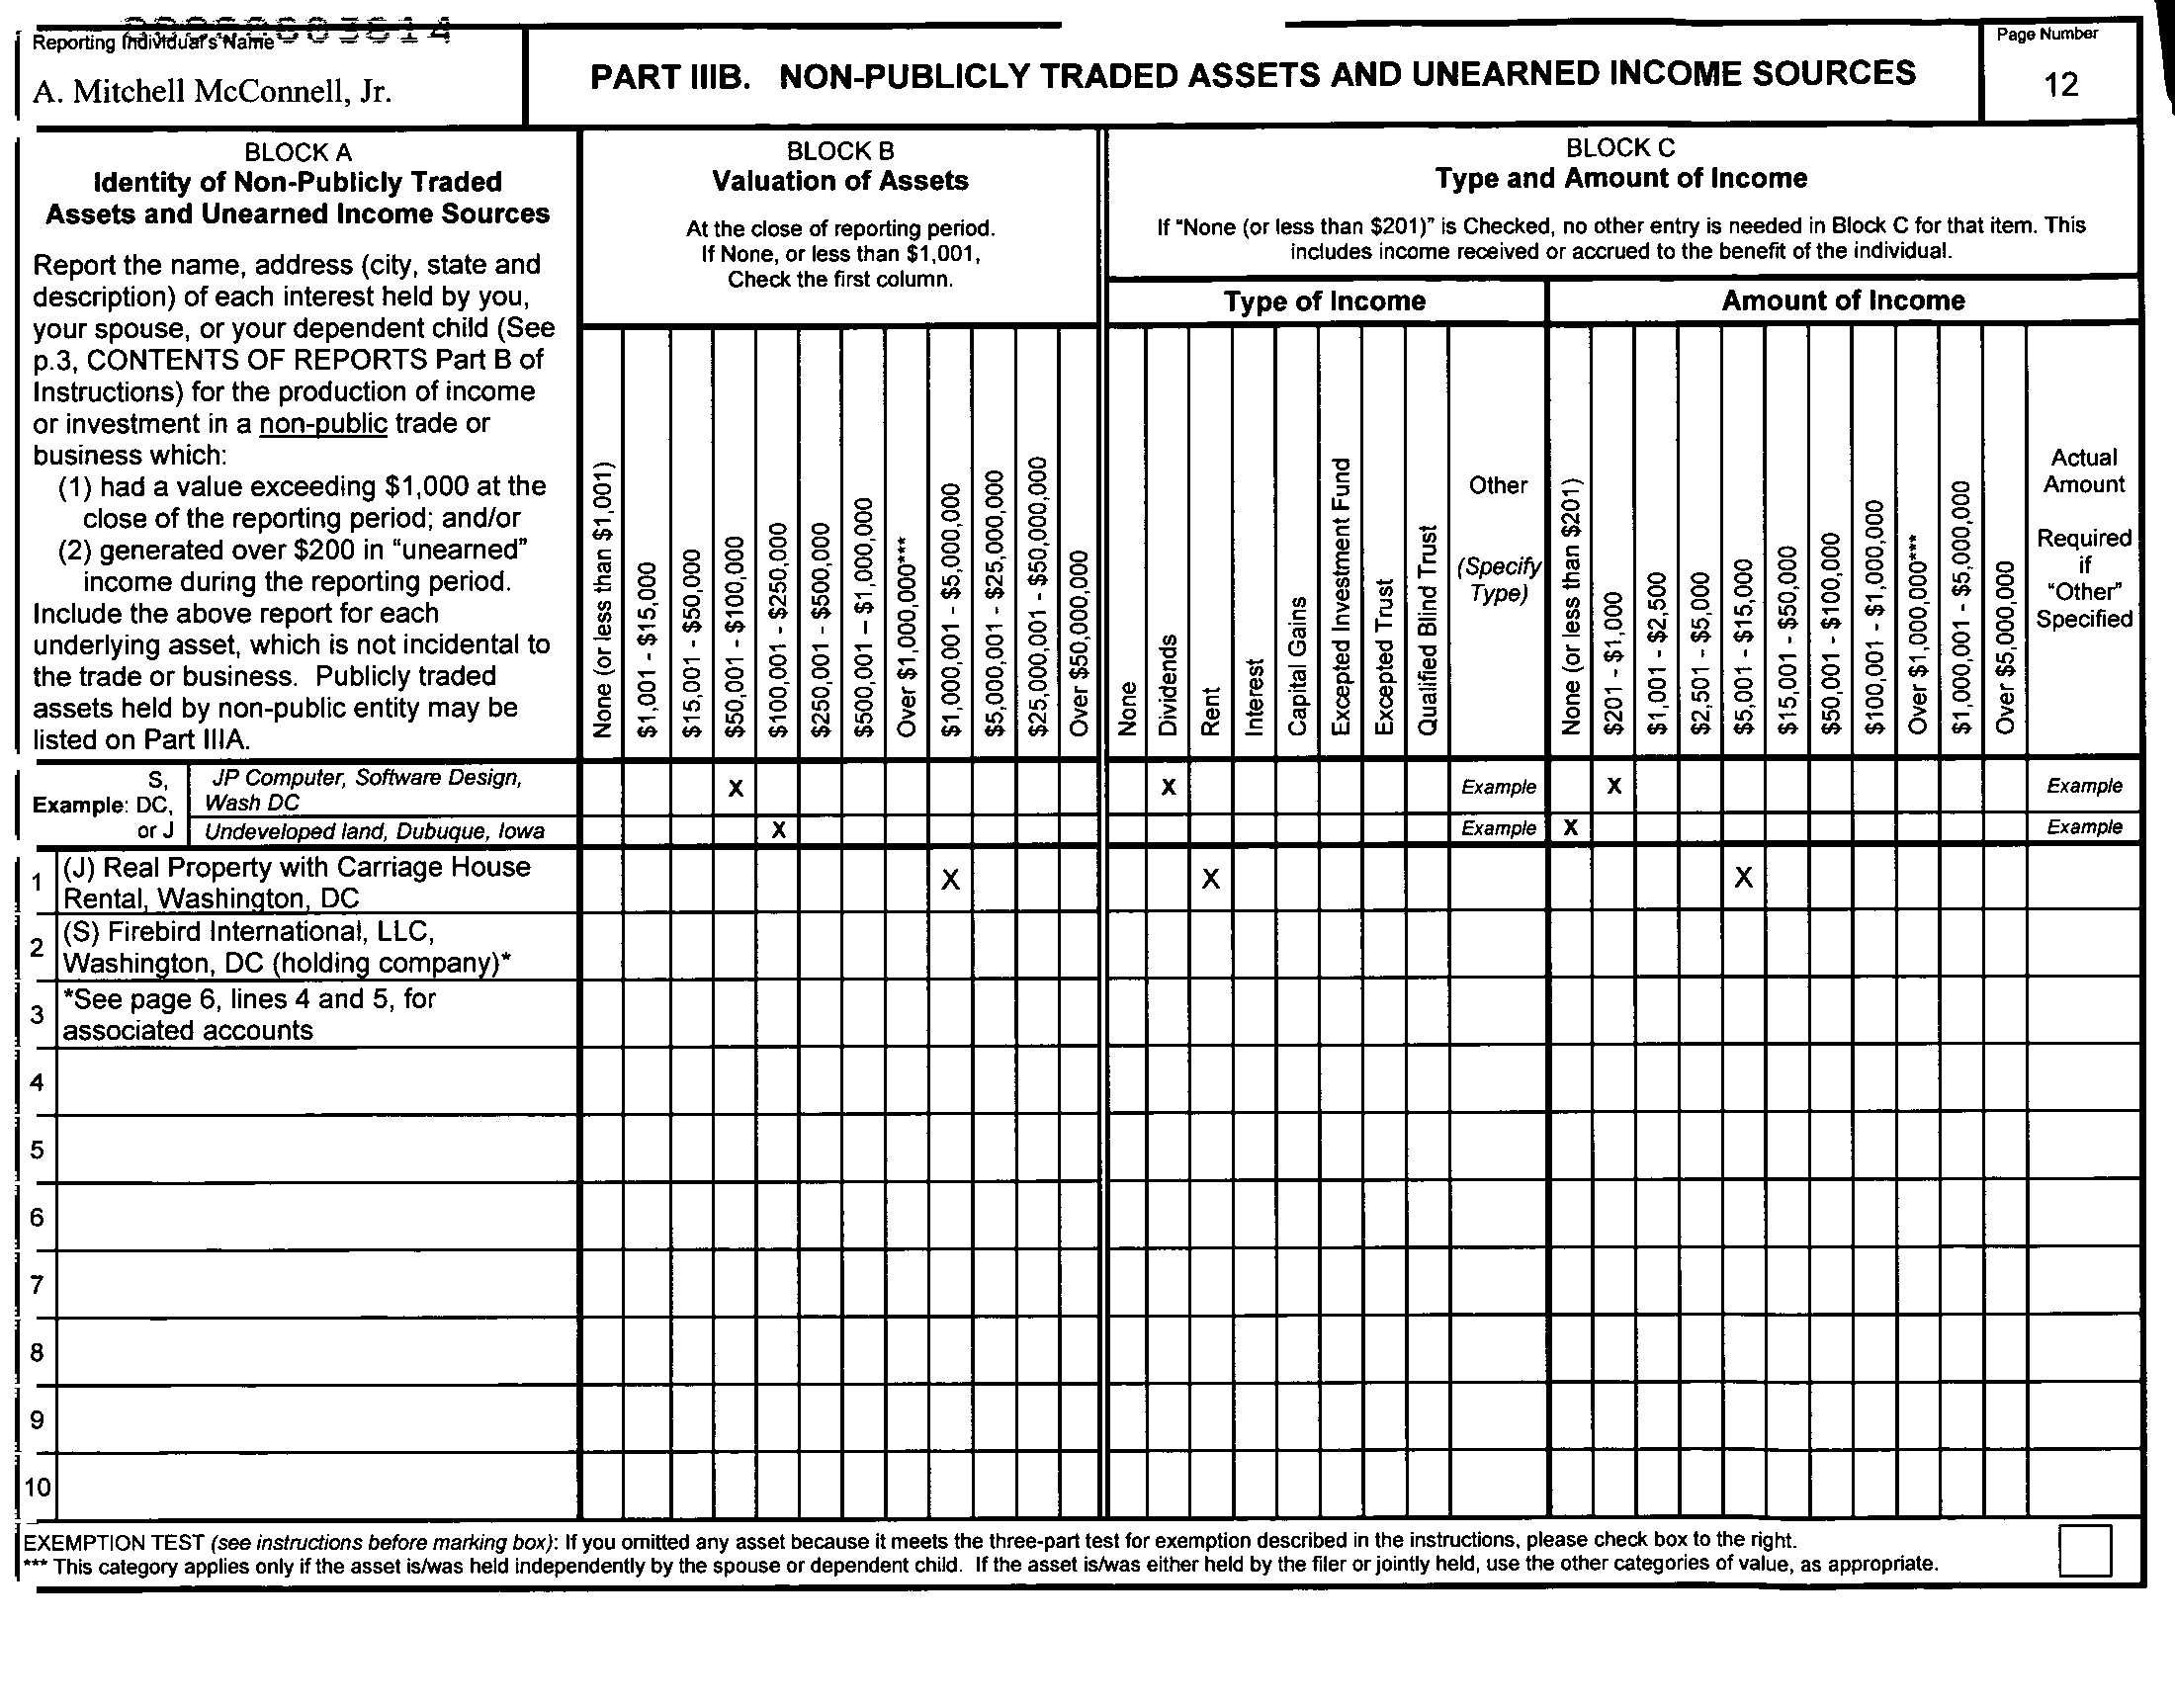 Reporting Individual's Name
A. Mitchell McConnell, Jr.
PART IIIB. NON-PUBLICLY TRADED ASSETS AND UNEARNED INCOME SOURCES
Page Number
12
BLOCK A
Identity of Non-Publicly Traded
Assets and Unearned Income Sources
Report the name, address (city, state and
description) of each interest held by you,
your spouse, or your dependent child (See
p.3, CONTENTS OF REPORTS Part B of
Instructions) for the production of income
or investment in a non-public trade or
business which:
(1) had a value exceeding $1,000 at the
close of the reporting period; and/or
(2) generated over $200 in "unearned"
income during the reporting period.
Include the above report for each
underlying asset, which is not incidental to
the trade or business. Publicly traded
assets held by non-public entity may be
listed on Part IIIA.
BLOCK B
Valuation of Assets
At the close of reporting period.
If None, or less than $1,001,
Check the first column.
None (or less than $1,001)
$1,001 - $15,000
$15,001 - $50,000
$50,001 - $100,000
$100,001 - $250,000
$250,001 - $500,000
$500,001 – $1,000,000
Over $1,000,000***
$1,000,001 - $5,000,000
$5,000,001 - $25,000,000
$25,000,001 - $50,000,000
Over $50,000,000
BLOCK C
Type and Amount of Income
If "None (or less than $201)" is Checked, no other entry is needed in Block C for that item. This
includes income received or accrued to the benefit of the individual.
Type of Income
None
Dividends
Rent
Interest
Capital Gains
Excepted Investment Fund
Excepted Trust
Qualified Blind Trust
Other
(Specify
Type)
Amount of Income
None (or less than $201)
$201 - $1,000
$1,001 - $2,500
$2,501 - $5,000
$5,001 - $15,000
$15,001 - $50,000
$50,001 - $100,000
$100,001 - $1,000,000
Over $1,000,000***
$1,000,001 - $5,000,000
Over $5,000,000
Actual
Amount
Required
if
"Other"
Specified
Example:
S,
DC,
or J
JP Computer, Software Design,
Wash DC
X X Example X Example
Undeveloped land, Dubuque, Iowa X Example X Example
1 (J) Real Property with Carriage House
Rental, Washington, DC
X X X
2 (S) Firebird International, LLC,
Washington, DC (holding company)*
3 *See page 6, lines 4 and 5, for
associated accounts
4
5
6
7
8
9
10
EXEMPTION TEST (see instructions before marking box): If you omitted any asset because it meets the three-part test for exemption described in the instructions, please check box to the right.
*** This category applies only if the asset is/was held independently by the spouse or dependent child. If the asset is/was either held by the filer or jointly held, use the other categories of value, as appropriate.